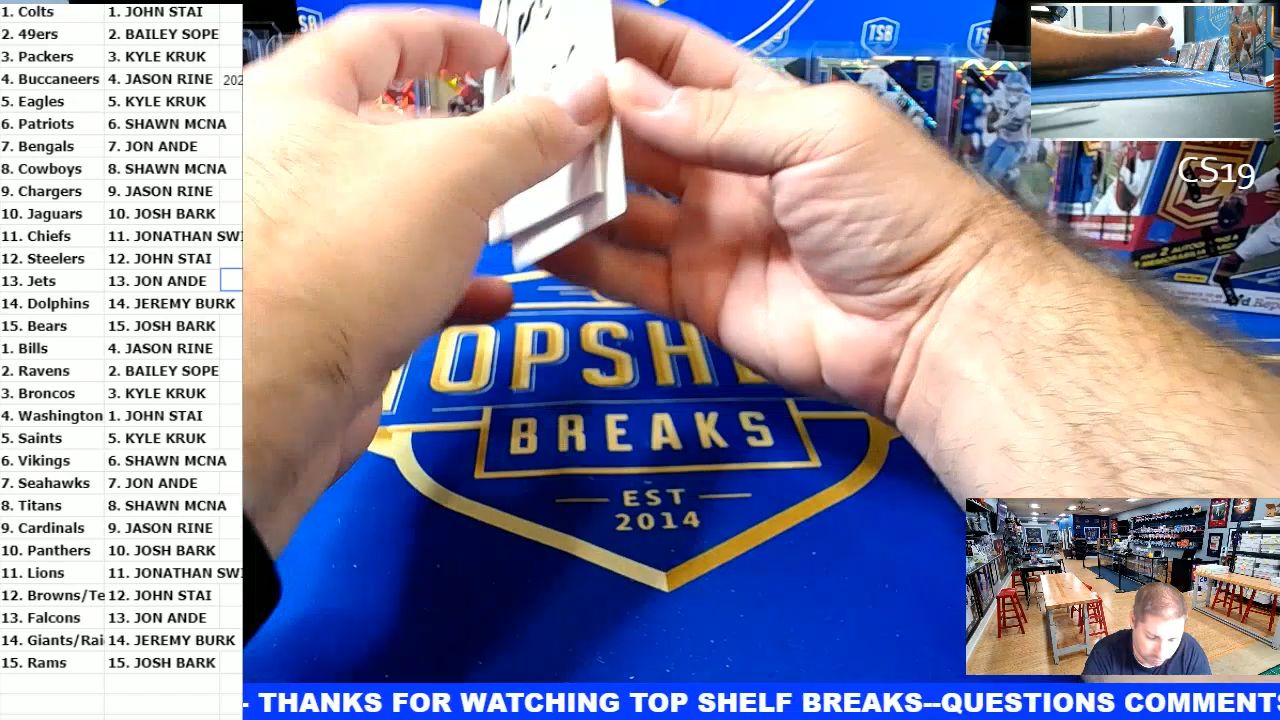 1. Colts 1. JOHN STAI
2. 49ers 2. BAILEY SOPE
3. Packers 3. KYLE KRUK
4. Buccaneers 4. JASON RINE 202
5. Eagles 5. KYLE KRUK
6. Patriots 6. SHAWN MCNA
7. Bengals 7. JON ANDE
8. Cowboys 8. SHAWN MCNA
9. Chargers 9. JASON RINE
10. Jaguars 10. JOSH BARK
11. Chiefs 11. JONATHAN SWI
12. Steelers 12. JOHN STAI
13. Jets 13. JON ANDE
14. Dolphins 14. JEREMY BURK
15. Bears 15. JOSH BARK
1. Bills 4. JASON RINE
2. Ravens 2. BAILEY SOPE
3. Broncos 3. KYLE KRUK
4. Washington 1. JOHN STAI
5. Saints 5. KYLE KRUK
6. Vikings 6. SHAWN MCNA
7. Seahawks 7. JON ANDE
8. Titans 8. SHAWN MCNA
9. Cardinals 9. JASON RINE
10. Panthers 10. JOSH BARK
11. Lions 11. JONATHAN SWI
12. Browns/Te 12. JOHN STAI
13. Falcons 13. JON ANDE
14. Giants/Rai 14. JEREMY BURK
15. Rams 15. JOSH BARK
TSB
TSB
CS19
OPSH
BREAKS
EST
2014
- THANKS FOR WATCHING TOP SHELF BREAKS--QUESTIONS COMMENTS